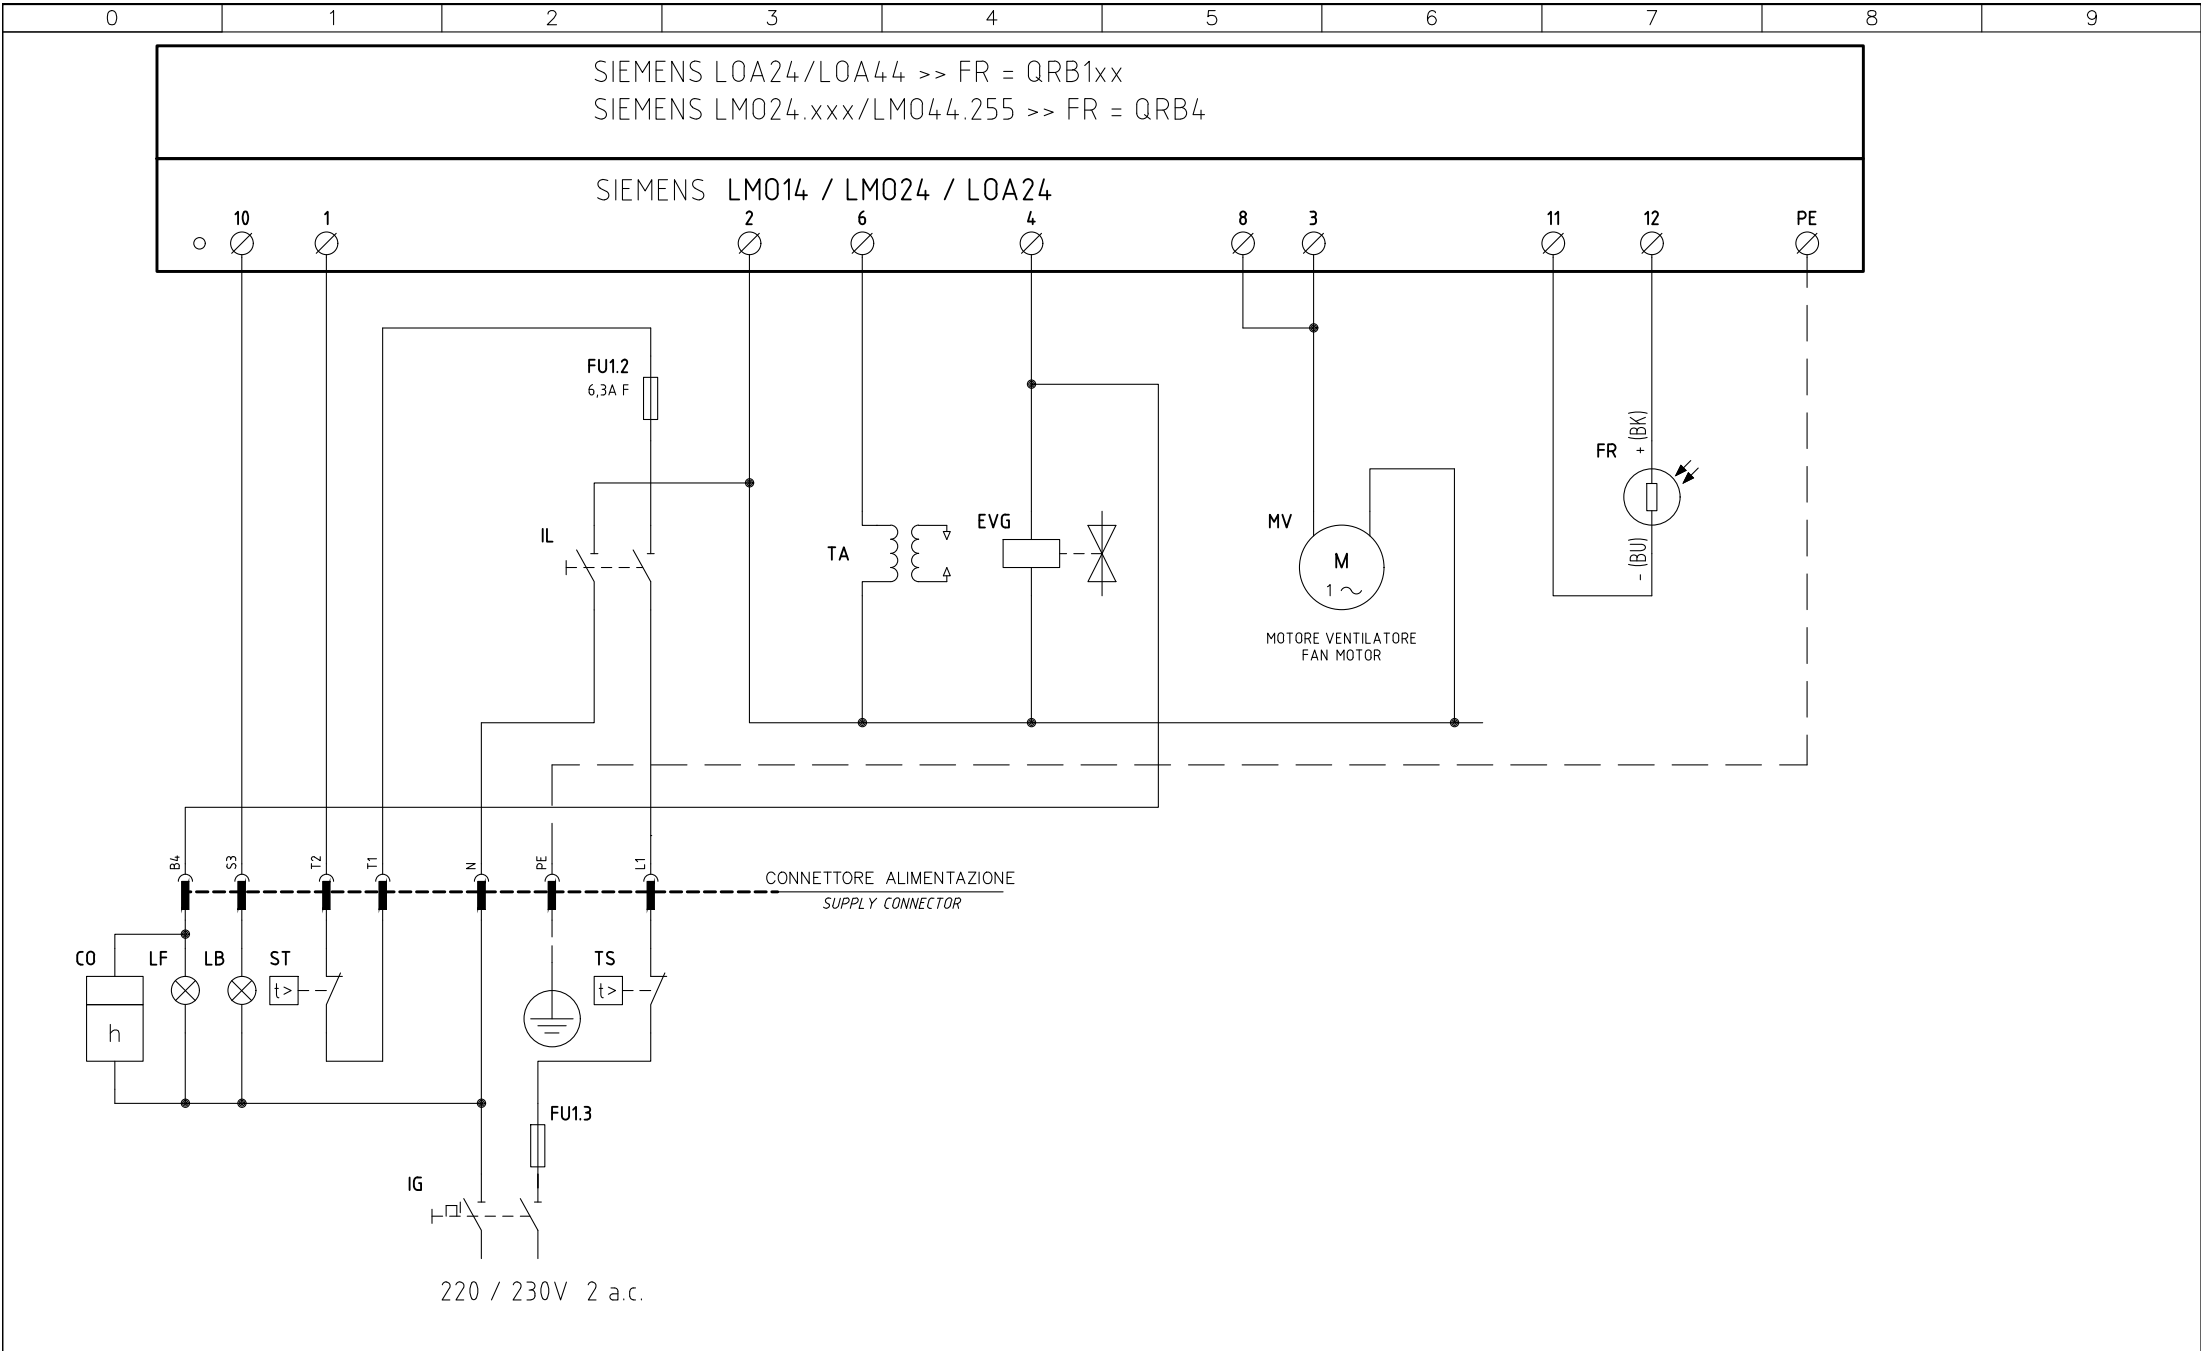 0 1 2 3 4 5 6 7 8 9
SIEMENS LOA24/LOA44 >> FR = QRB1xx
SIEMENS LMO24.xxx/LMO44.255 >> FR = QRB4
SIEMENS LMO14 / LMO24 / LOA24
10 1 2 6 4 8 3 11 12 PE
FU1.2
6,3A F
+ (BK)
FR
IL
TA
EVG
MV
M
1 ~
- (BU)
MOTORE VENTILATORE
FAN MOTOR
B4 S3 T2 T1 N PE L1
CONNETTORE ALIMENTAZIONE
SUPPLY CONNECTOR
CO LF LB ST TS
t> t>
h
FU1.3
IG
220 / 230V 2 a.c.